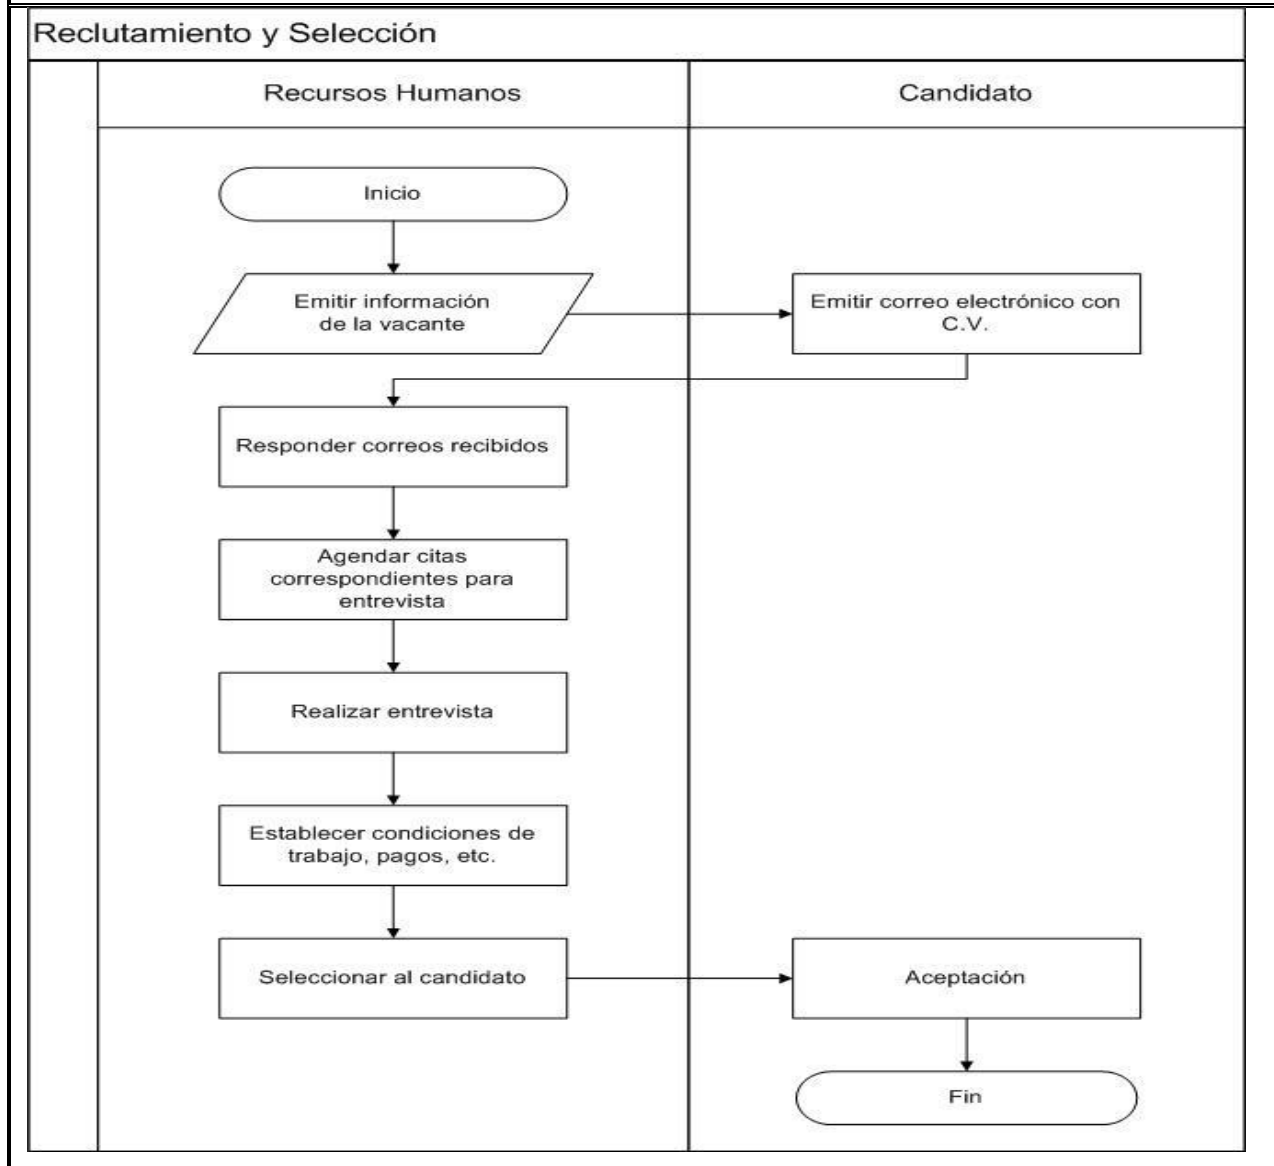 Reclutamiento y Selección
Recursos Humanos
Candidato
Inicio
Emitir información
de la vacante
Emitir correo electrónico con
C.V.
Responder correos recibidos
Agendar citas
correspondientes para
entrevista
Realizar entrevista
Establecer condiciones de
trabajo, pagos, etc.
Seleccionar al candidato
Aceptación
Fin